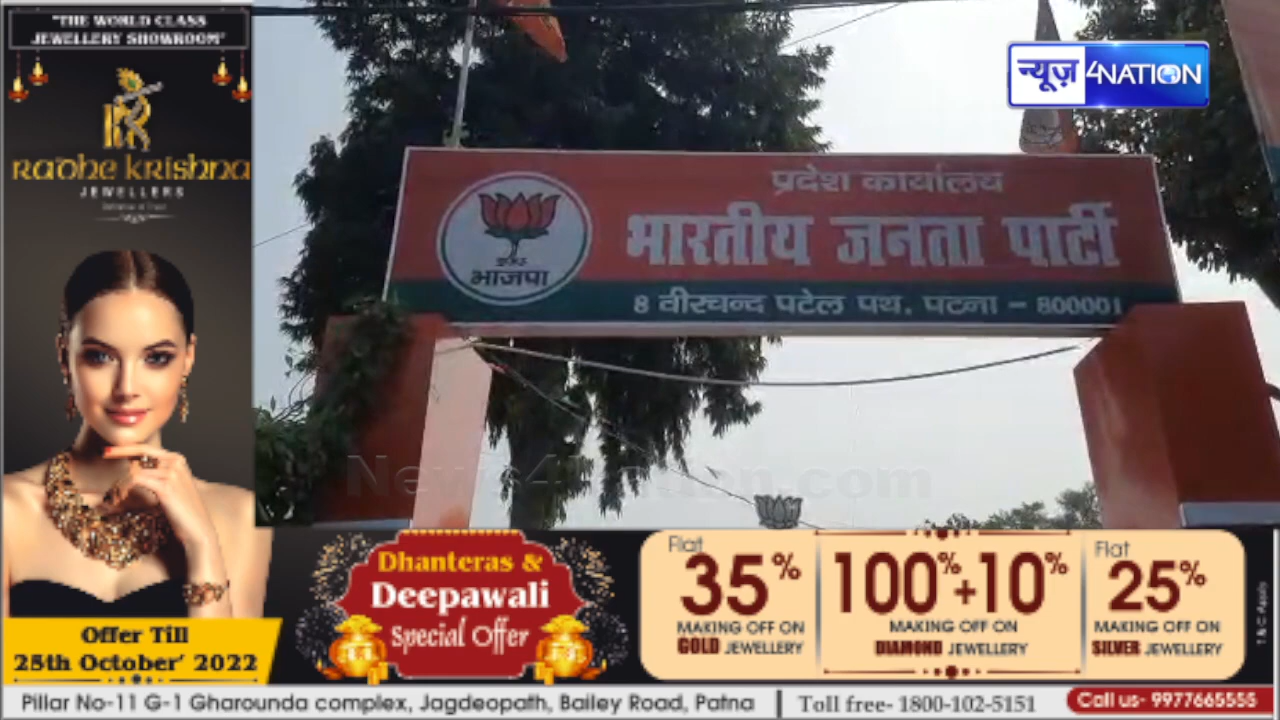 "THE WORLD CLASS
JEWELLERY SHOWROOM"
RADHE KRISHNA
JEWELLERS
न्यूज़ 4NATION
प्रदेश कार्यालय
भारतीय जनता पार्टी
भाजपा
8 वीरचन्द पटेल पथ. पटना - 800001
News4Nation.com
Offer Till
25th October' 2022
Dhanteras &
Deepawali
Special Offer
Flat
35%
MAKING OFF ON
GOLD JEWELLERY
100%+10%
MAKING OFF ON
DIAMOND JEWELLERY
Flat
25%
MAKING OFF ON
SILVER JEWELLERY
Pillar No-11 G-1 Gharounda complex, Jagdeopath, Bailey Road, Patna
Toll free- 1800-102-5151
Call us- 9977665555